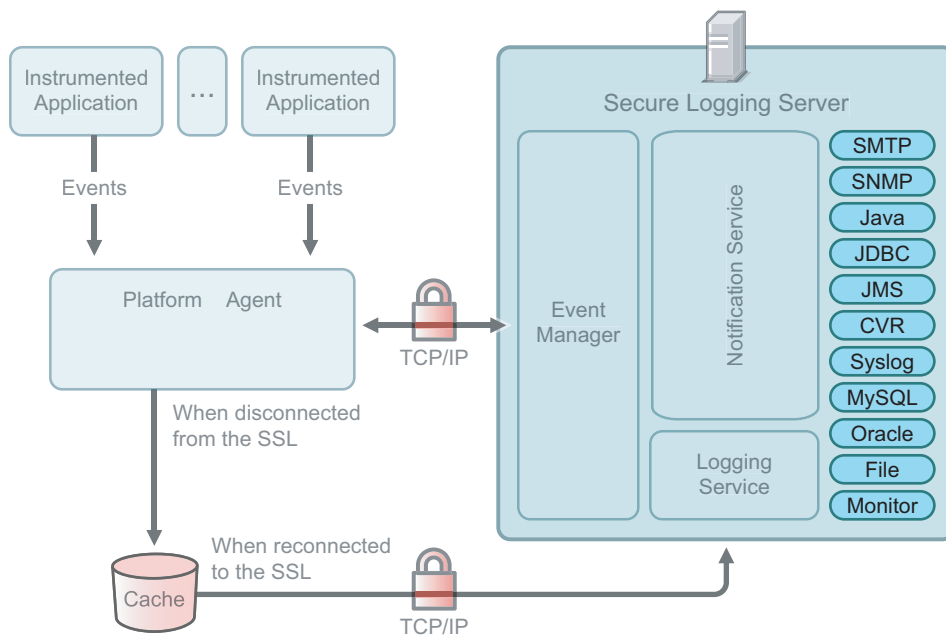 Instrumented
Application
...
Instrumented
Application
Events
Events
Platform Agent
When disconnected
from the SSL
Cache
When reconnected
to the SSL
TCP/IP
TCP/IP
Secure Logging Server
Event
Manager
Notification Service
Logging
Service
SMTP
SNMP
Java
JDBC
JMS
CVR
Syslog
MySQL
Oracle
File
Monitor